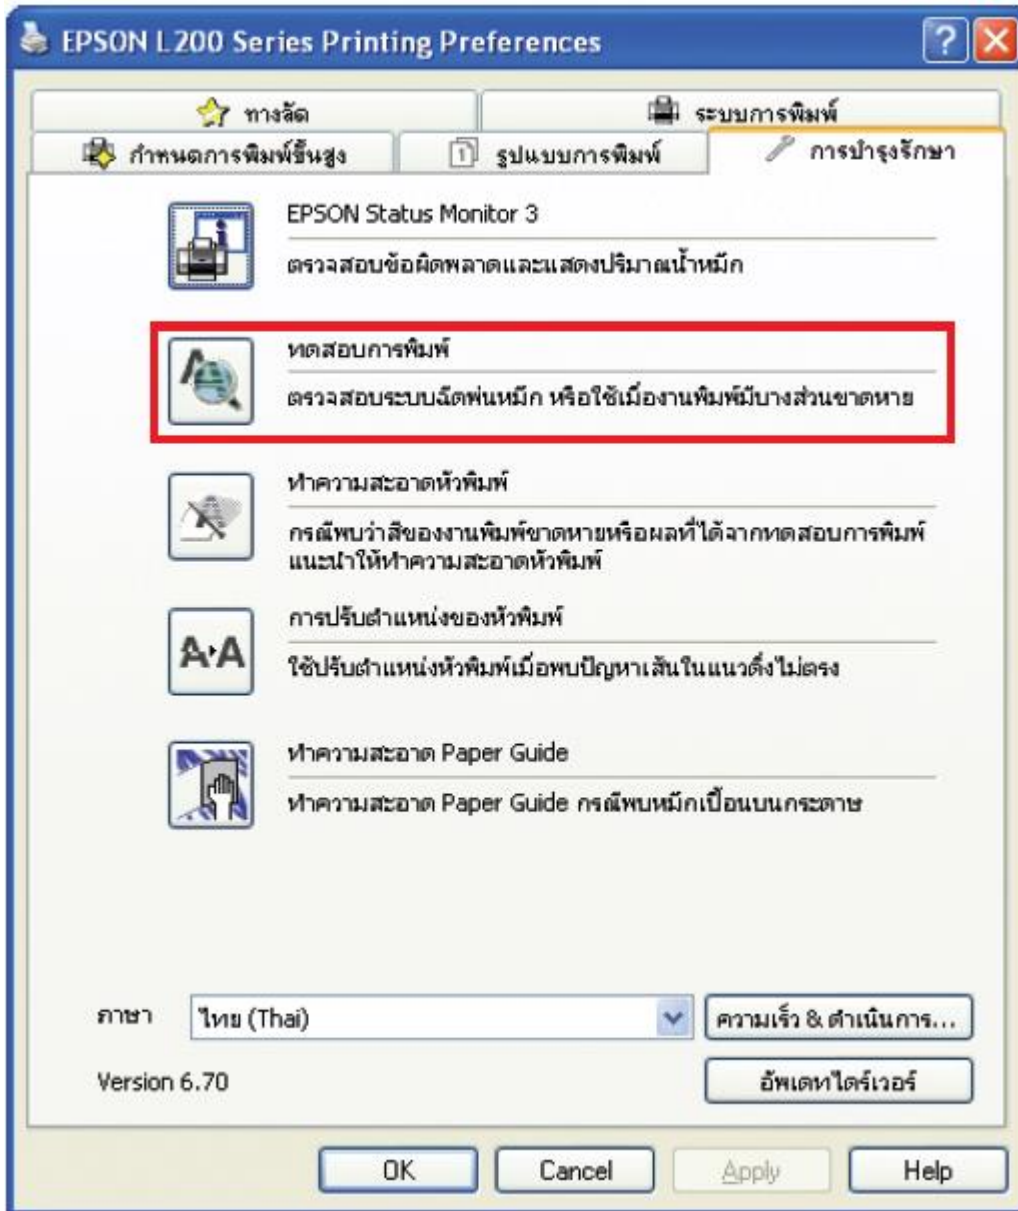 EPSON L200 Series Printing Preferences
ทางลัด
ระบบการพิมพ์
กำหนดการพิมพ์ขั้นสูง
รูปแบบการพิมพ์
การบำรุงรักษา
EPSON Status Monitor 3
ตรวจสอบข้อผิดพลาดและแสดงปริมาณน้ำหมึก
ทดสอบการพิมพ์
ตรวจสอบระบบฉีดพ่นหมึก หรือใช้เมื่องานพิมพ์มีบางส่วนขาดหาย
ทำความสะอาดหัวพิมพ์
กรณีพบว่าสีของงานพิมพ์ขาดหายหรือผลที่ได้จากทดสอบการพิมพ์
แนะนำให้ทำความสะอาดหัวพิมพ์
การปรับตำแหน่งของหัวพิมพ์
A·A
ใช้ปรับตำแหน่งหัวพิมพ์เมื่อพบปัญหาเส้นในแนวดิ่งไม่ตรง
ทำความสะอาด Paper Guide
ทำความสะอาด Paper Guide กรณีพบหมึกเปื้อนบนกระดาษ
ภาษา
ไทย (Thai)
ความเร็ว & ดำเนินการ...
Version 6.70
อัพเดทไดร์เวอร์
OK
Cancel
Apply
Help